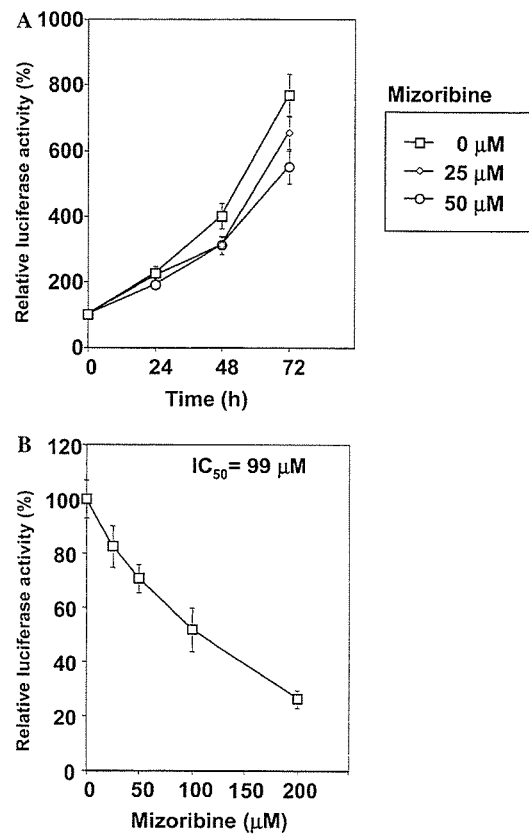 A
1000
800
600
400
200
0
Relative luciferase activity (%)
0 24 48 72
Time (h)
Mizoribine
0 μM
25 μM
50 μM
B
IC50= 99 μM
120
100
80
60
40
20
0
Relative luciferase activity (%)
0 50 100 150 200
Mizoribine (μM)